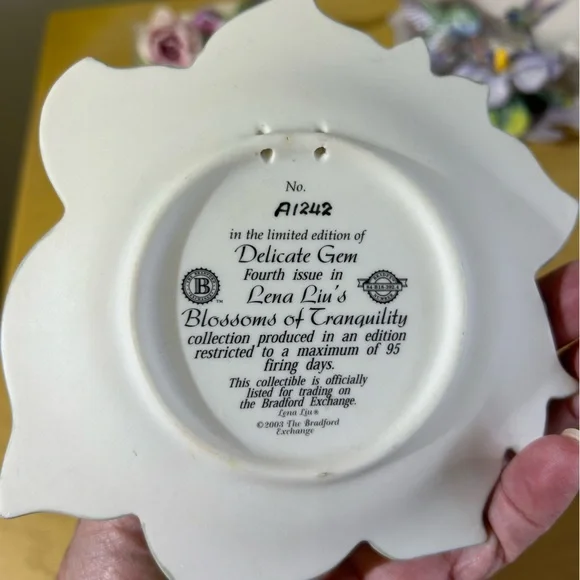 No.
A1242
in the limited edition of
Delicate Gem
Fourth issue in
Lena Liu's
Blossoms of Tranquility
collection produced in an edition
restricted to a maximum of 95
firing days.
This collectible is officially
listed for trading on
the Bradford Exchange.
Lena Liu®
©2003 The Bradford
Exchange
B
TM